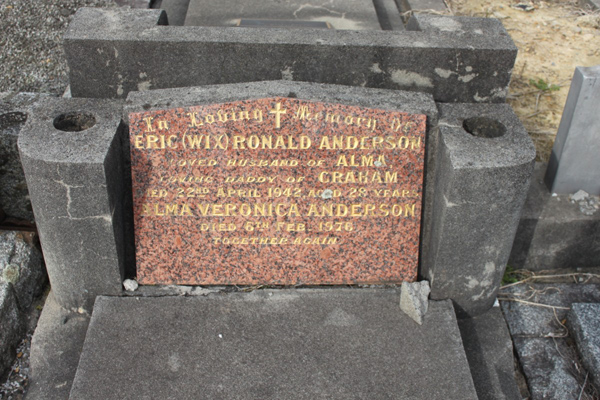 In Loving Memory Of
ERIC (WIX) RONALD ANDERSON
LOVED HUSBAND OF ALMA
LOVING DADDY OF GRAHAM
DIED 22ND APRIL 1942, AGED 28 YEARS
ALMA VERONICA ANDERSON
DIED 6TH FEB. 1976
TOGETHER AGAIN